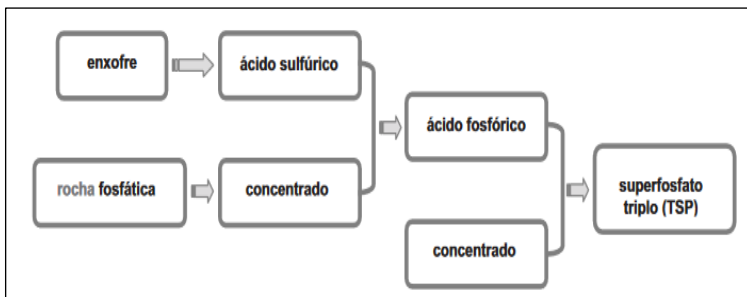 enxofre
ácido sulfúrico
rocha fosfática
concentrado
ácido fosfórico
concentrado
superfosfato
triplo (TSP)